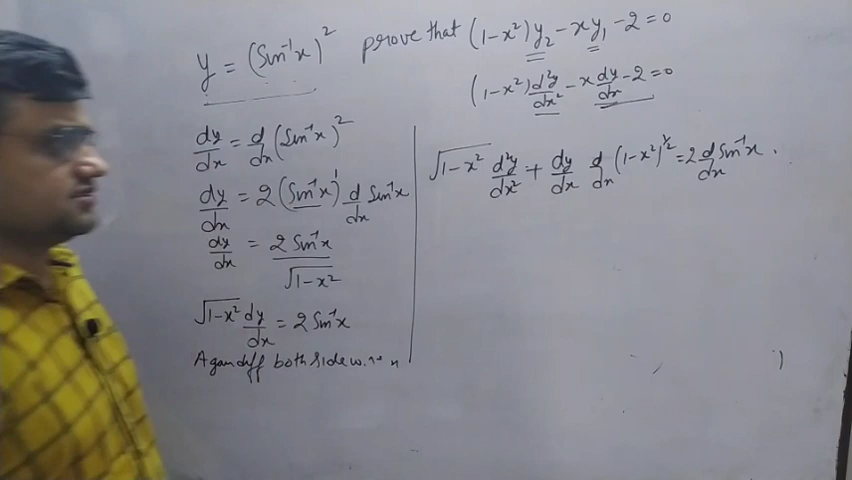 y = (Sin⁻¹x)² prove that (1-x²)y₂ - xy₁ - 2 = 0
(1-x²)d²y/dx² - x dy/dx - 2 = 0
dy/dx = d/dx (Sin⁻¹x)²
dy/dx = 2 (Sin⁻¹x)¹ d/dx Sin⁻¹x
dy/dx = 2 Sin⁻¹x / √1-x²
√1-x² dy/dx = 2 Sin⁻¹x
Agan diff both side w.r. x
√1-x² d²y/dx² + dy/dx d/dx (1-x²)^½ = 2 d/dx Sin⁻¹x.